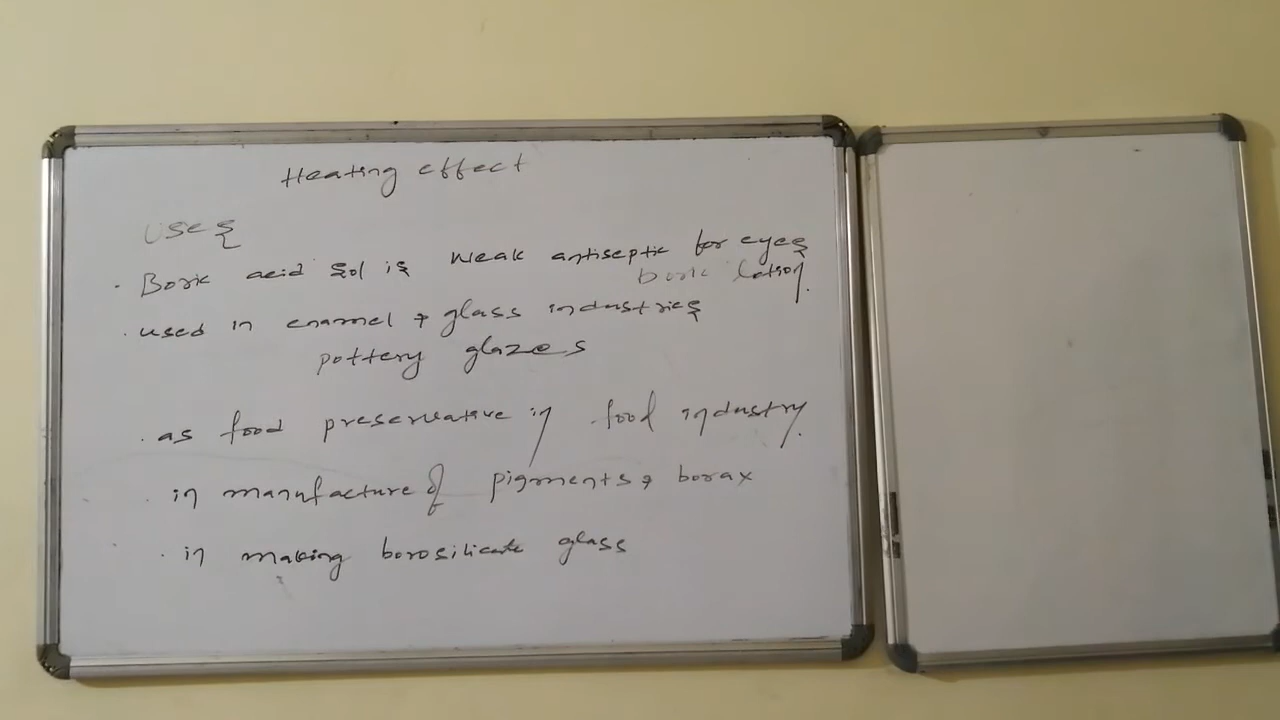 Heating effect
uses
. Boric acid sol is weak antiseptic for eyes
boric lotion.
. used in enamel & glass industries
pottery glazes
. as food preservative in food industry.
. in manufacture of pigments & borax
. in making borosilicate glass